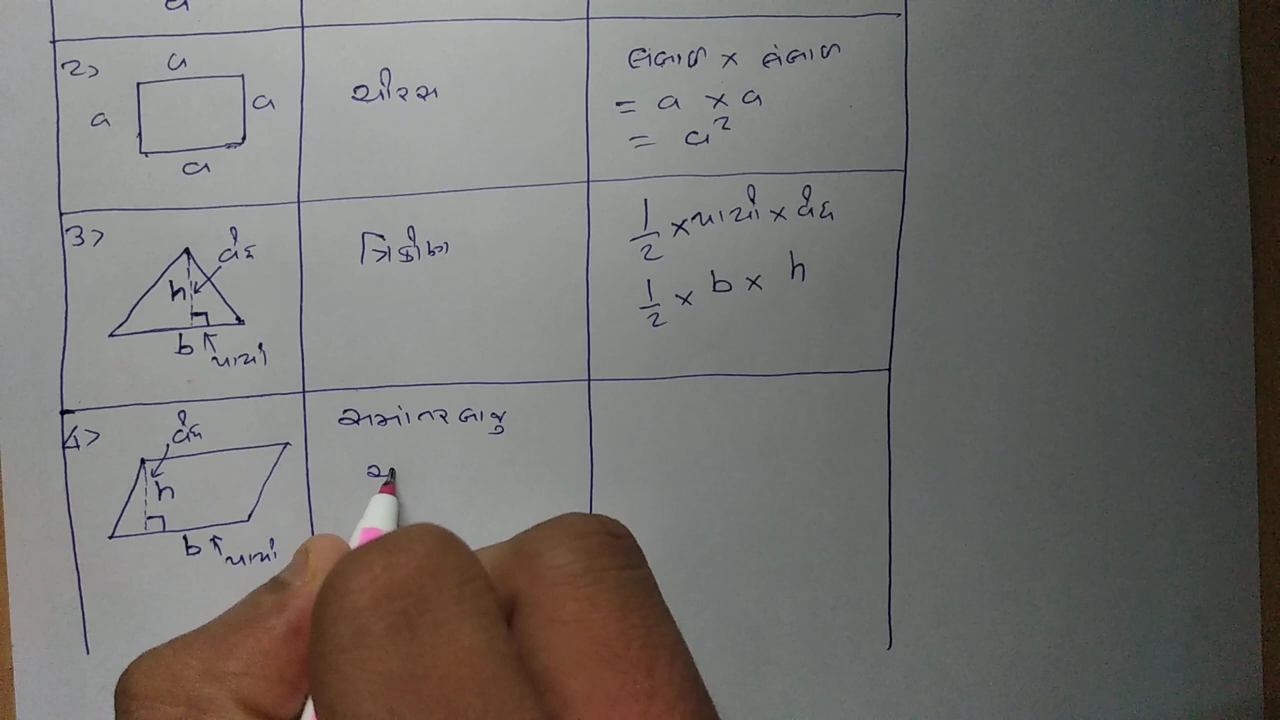 a
2)
a
a
a
a
ચોરસ
લંબાઈ × લંબાઈ
= a × a
= a²
3)
વેધ
h
b
પાયો
ત્રિકોણ
1/2 × પાયો × વેધ
1/2 × b × h
4)
વેધ
h
b
પાયો
સમાંતરબાજુ